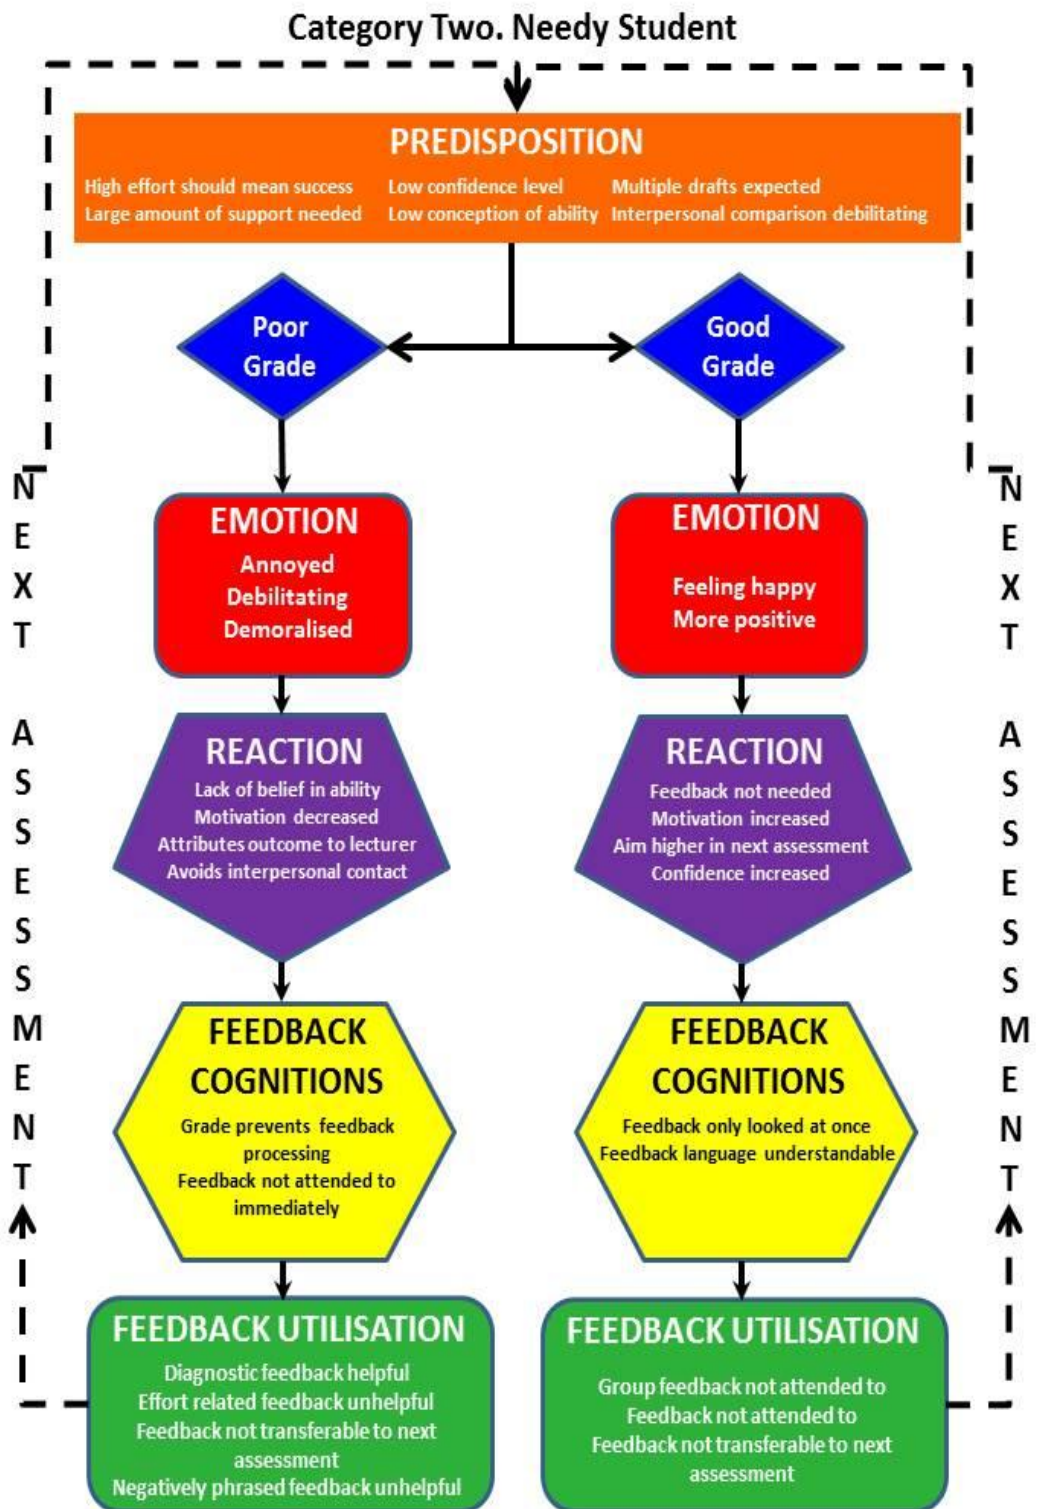 Category Two. Needy Student
PREDISPOSITION
High effort should mean success Low confidence level Multiple drafts expected
Large amount of support needed Low conception of ability Interpersonal comparison debilitating
Poor
Grade
Good
Grade
NEXT ASSESSMENT
EMOTION
Annoyed
Debilitating
Demoralised
REACTION
Lack of belief in ability
Motivation decreased
Attributes outcome to lecturer
Avoids interpersonal contact
FEEDBACK
COGNITIONS
Grade prevents feedback
processing
Feedback not attended to
immediately
FEEDBACK UTILISATION
Diagnostic feedback helpful
Effort related feedback unhelpful
Feedback not transferable to next
assessment
Negatively phrased feedback unhelpful
EMOTION
Feeling happy
More positive
REACTION
Feedback not needed
Motivation increased
Aim higher in next assessment
Confidence increased
FEEDBACK
COGNITIONS
Feedback only looked at once
Feedback language understandable
FEEDBACK UTILISATION
Group feedback not attended to
Feedback not attended to
Feedback not transferable to next
assessment
NEXT ASSESSMENT